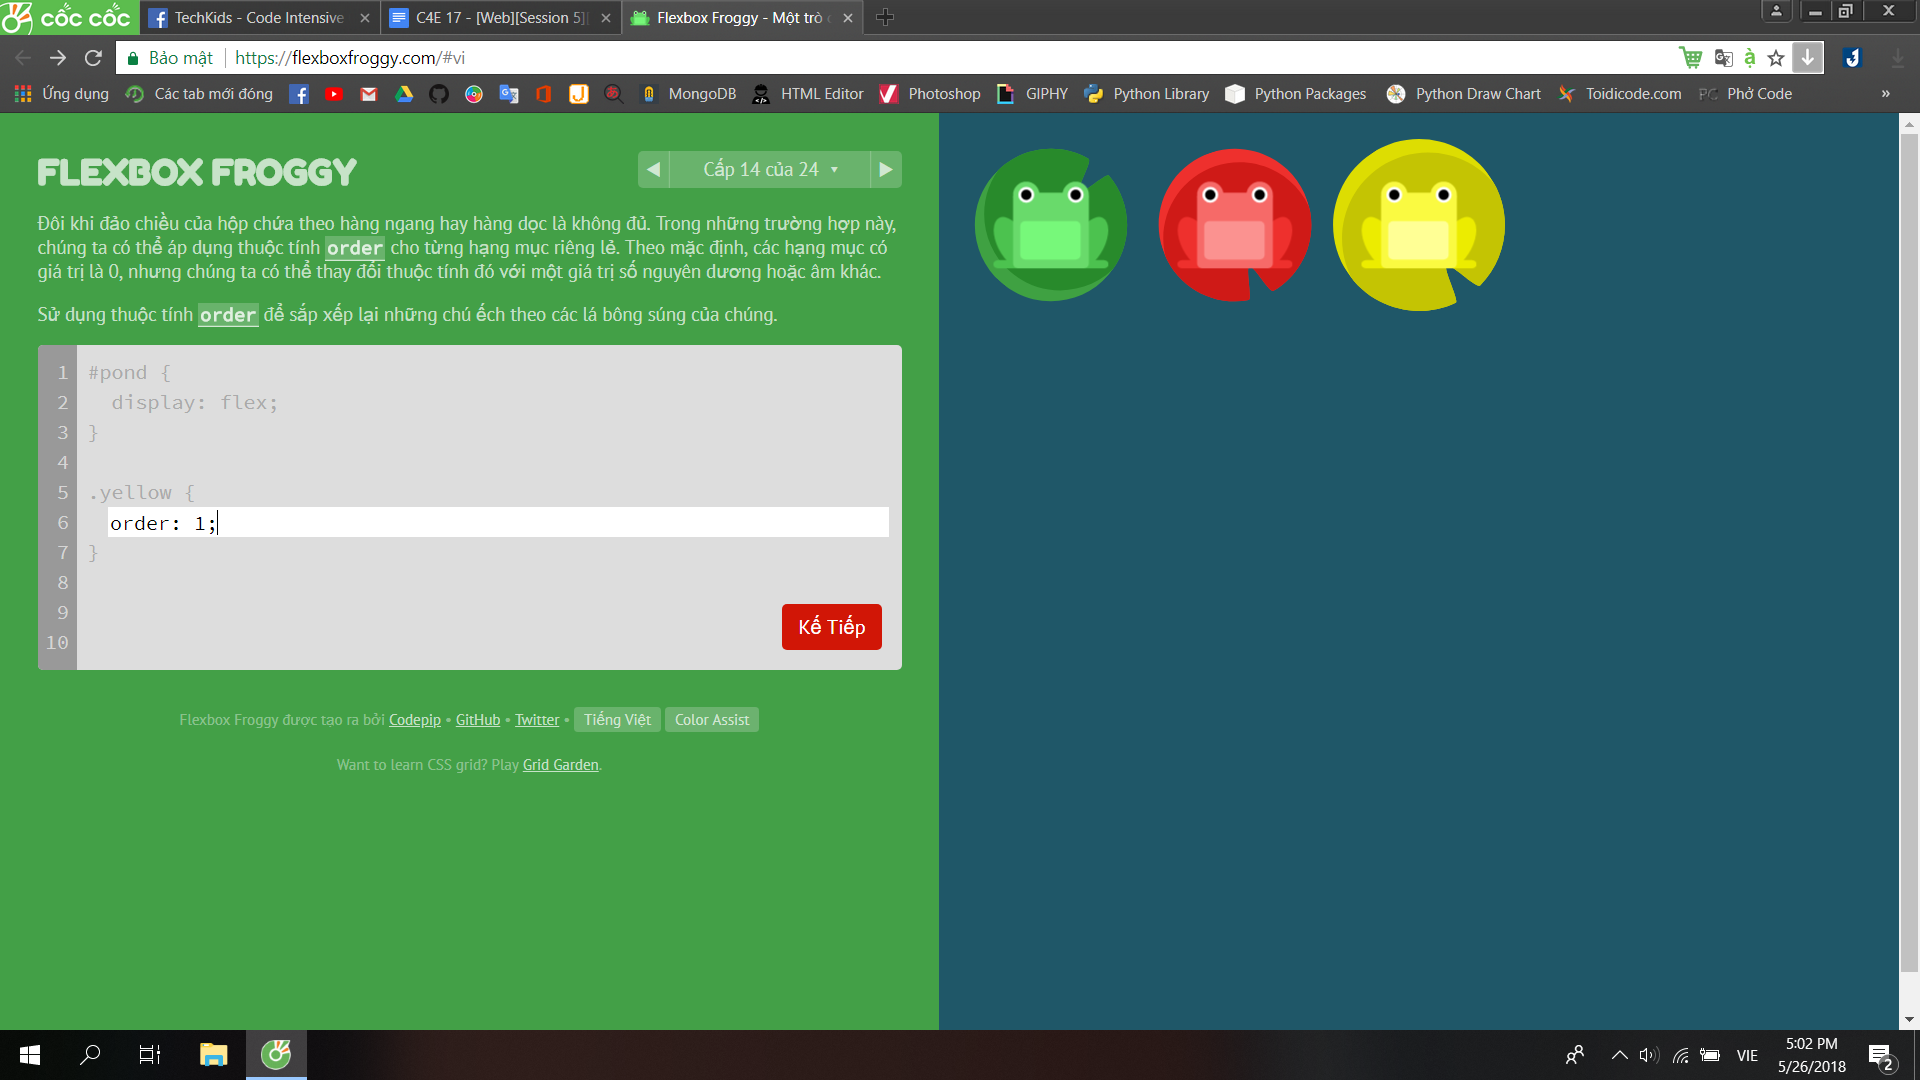 cốc cốc
TechKids - Code Intensive
C4E 17 - [Web][Session 5]
Flexbox Froggy - Một trò
Bảo mật
https://flexboxfroggy.com/#vi
Ứng dụng
Các tab mới đóng
MongoDB
HTML Editor
Photoshop
GIPHY
Python Library
Python Packages
Python Draw Chart
Toidicode.com
PC
Phở Code
»
FLEXBOX FROGGY
Cấp 14 của 24
Đôi khi đảo chiều của hộp chứa theo hàng ngang hay hàng dọc là không đủ. Trong những trường hợp này,
chúng ta có thể áp dụng thuộc tính order cho từng hạng mục riêng lẻ. Theo mặc định, các hạng mục có
giá trị là 0, nhưng chúng ta có thể thay đổi thuộc tính đó với một giá trị số nguyên dương hoặc âm khác.
Sử dụng thuộc tính order để sắp xếp lại những chú ếch theo các lá bông súng của chúng.
1 #pond {
2 display: flex;
3 }
4
5 .yellow {
6 order: 1;
7 }
8
9
10
Kế Tiếp
Flexbox Froggy được tạo ra bởi Codepip • GitHub • Twitter • Tiếng Việt Color Assist
Want to learn CSS grid? Play Grid Garden.
VIE
5:02 PM
5/26/2018
2